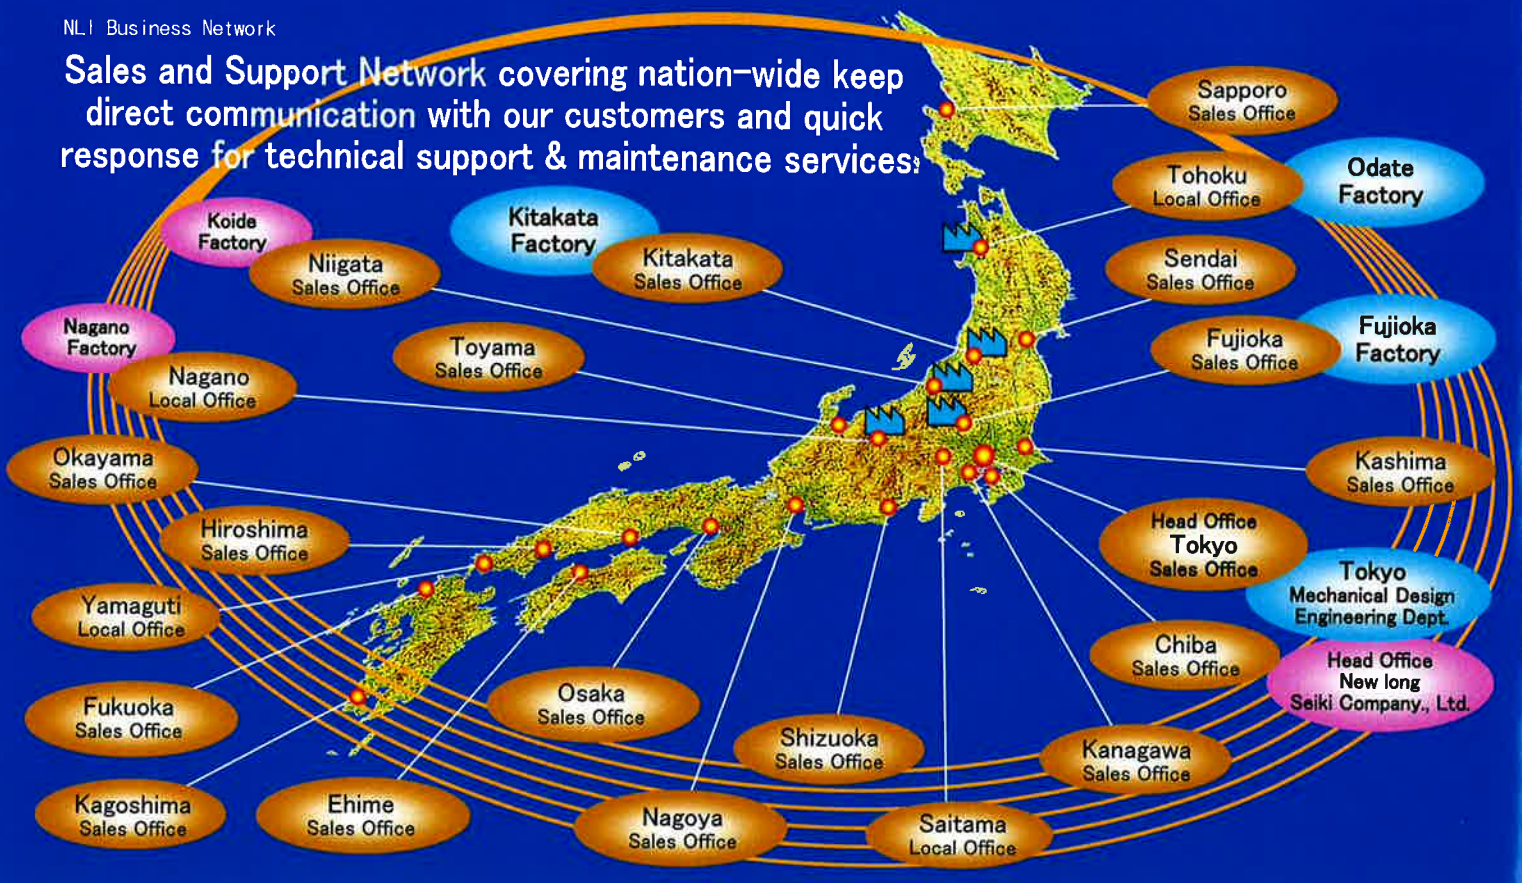 NLI Business Network
Sales and Support Network covering nation-wide keep
direct communication with our customers and quick
response for technical support & maintenance services.
Sapporo
Sales Office
Tohoku
Local Office
Odate
Factory
Koide
Factory
Niigata
Sales Office
Kitakata
Factory
Kitakata
Sales Office
Sendai
Sales Office
Nagano
Factory
Nagano
Local Office
Toyama
Sales Office
Fujioka
Sales Office
Fujioka
Factory
Okayama
Sales Office
Kashima
Sales Office
Hiroshima
Sales Office
Head Office
Tokyo
Sales Office
Tokyo
Mechanical Design
Engineering Dept.
Yamaguti
Local Office
Chiba
Sales Office
Head Office
New long
Seiki Company., Ltd.
Fukuoka
Sales Office
Osaka
Sales Office
Shizuoka
Sales Office
Kanagawa
Sales Office
Kagoshima
Sales Office
Ehime
Sales Office
Nagoya
Sales Office
Saitama
Local Office